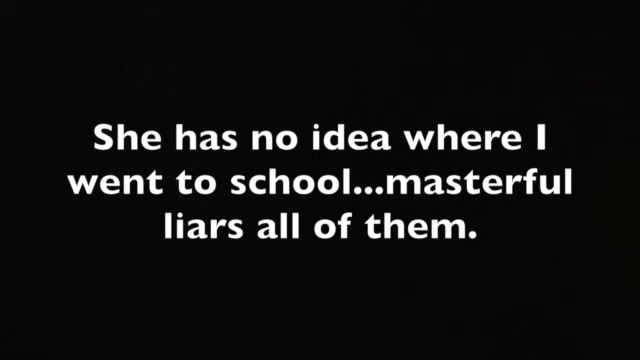 She has no idea where I
went to school...masterful
liars all of them.